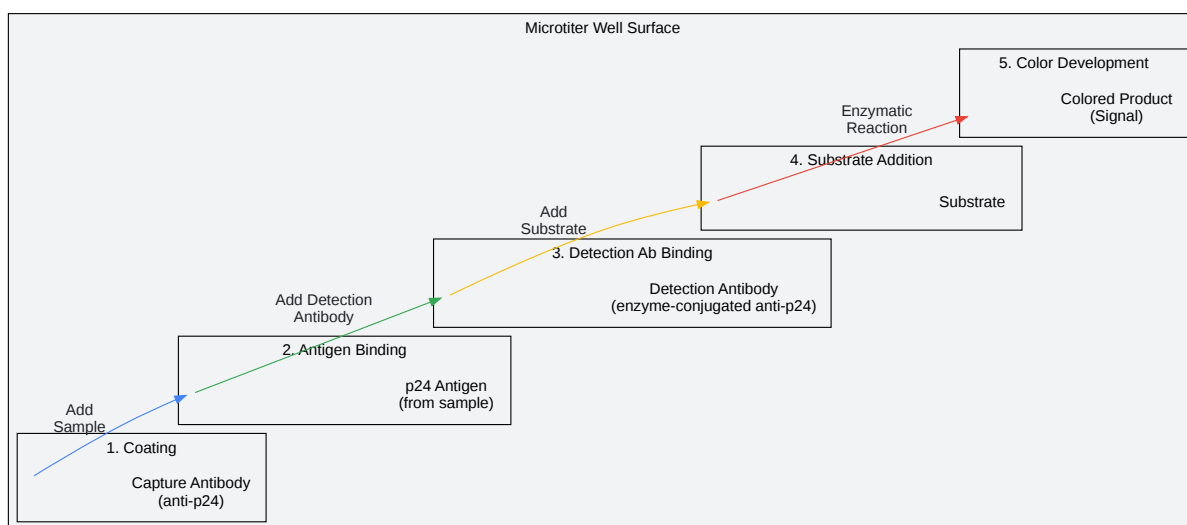 Microtiter Well Surface
5. Color Development
Colored Product
(Signal)
Enzymatic
Reaction
4. Substrate Addition
Substrate
Add
Substrate
3. Detection Ab Binding
Detection Antibody
(enzyme-conjugated anti-p24)
Add Detection
Antibody
2. Antigen Binding
p24 Antigen
(from sample)
Add
Sample
1. Coating
Capture Antibody
(anti-p24)